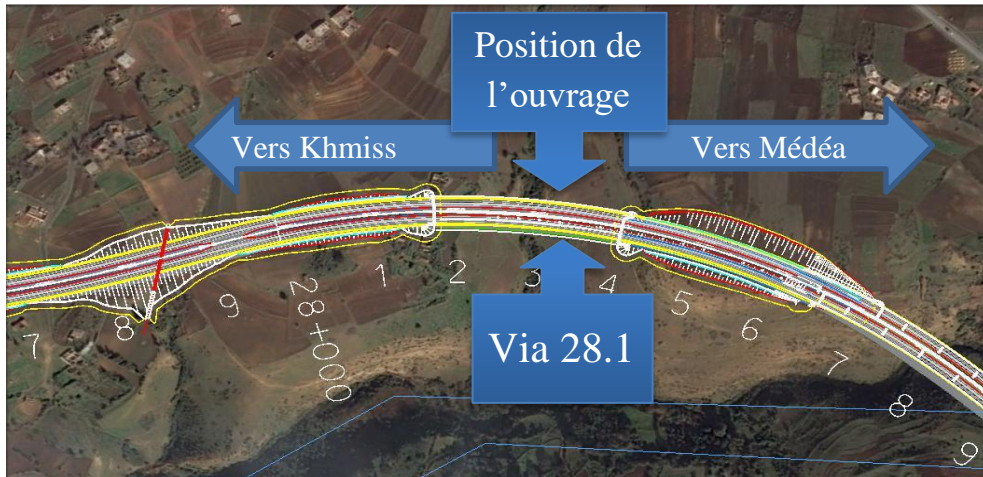 Position de
l’ouvrage
Vers Khmiss
Vers Médéa
7
8
9
28+000
1
2
3
4
5
6
7
8
9
Via 28.1